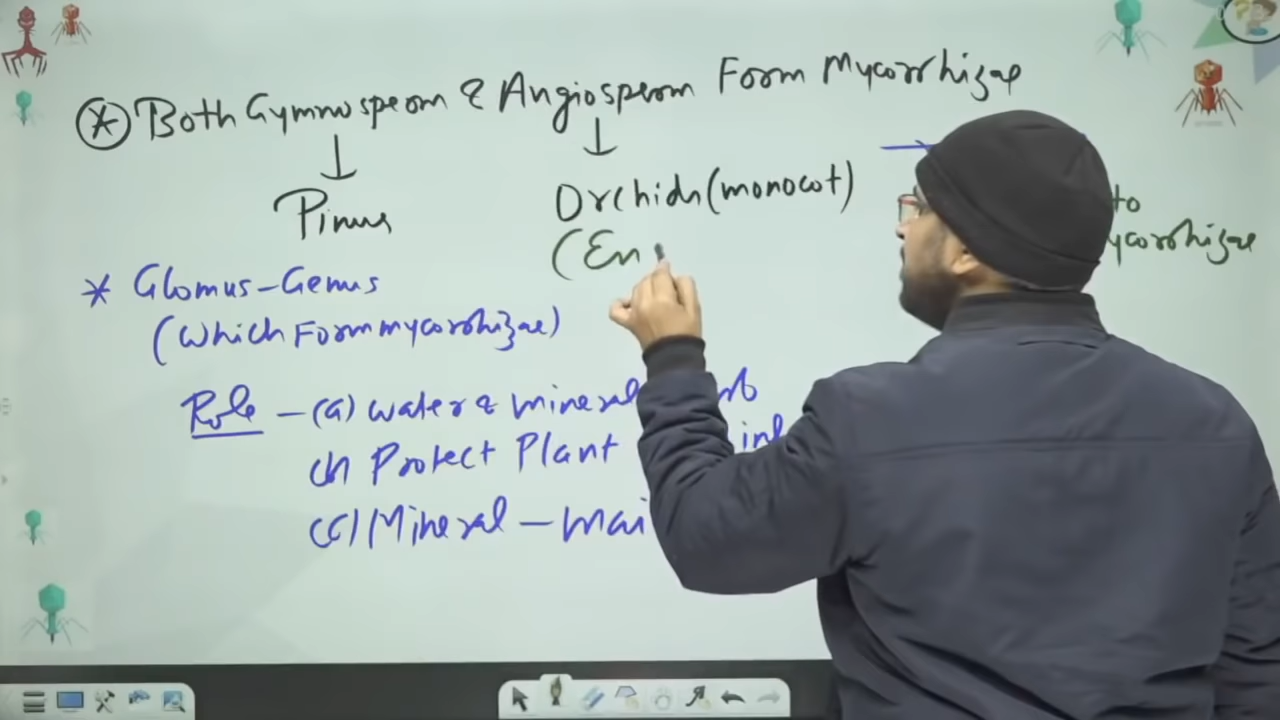 * Both Gymnosperm & Angiosperm Form Mycorrhizae
Pinus
Orchids (monocot)
(En
to
ycorrhizae
* Glomus-Genus
(Which Form mycorrhizae)
Role - (a) water & mineral
Protect Plant
(c) Mineral - mai